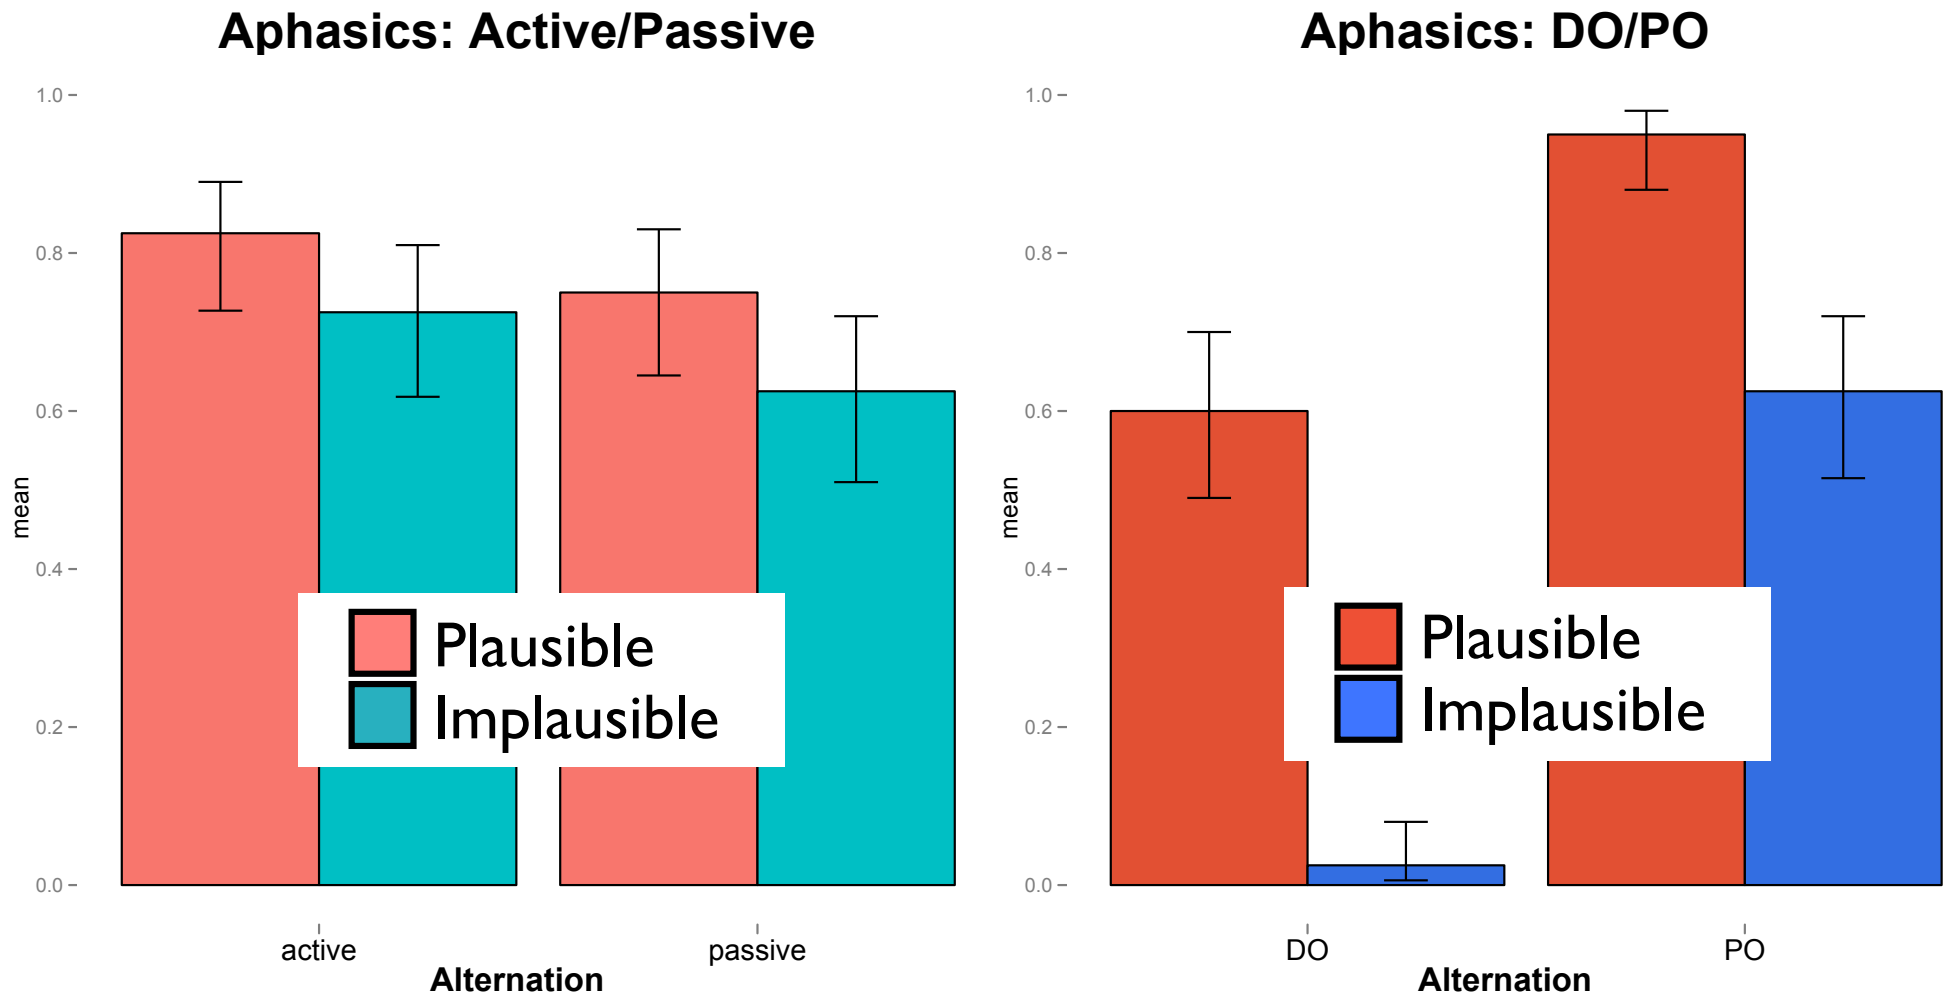 Aphasics: Active/Passive
1.0
0.8
0.6
0.4
0.2
0.0
mean
Plausible
Implausible
active
passive
Alternation
Aphasics: DO/PO
1.0
0.8
0.6
0.4
0.2
0.0
mean
Plausible
Implausible
DO
PO
Alternation